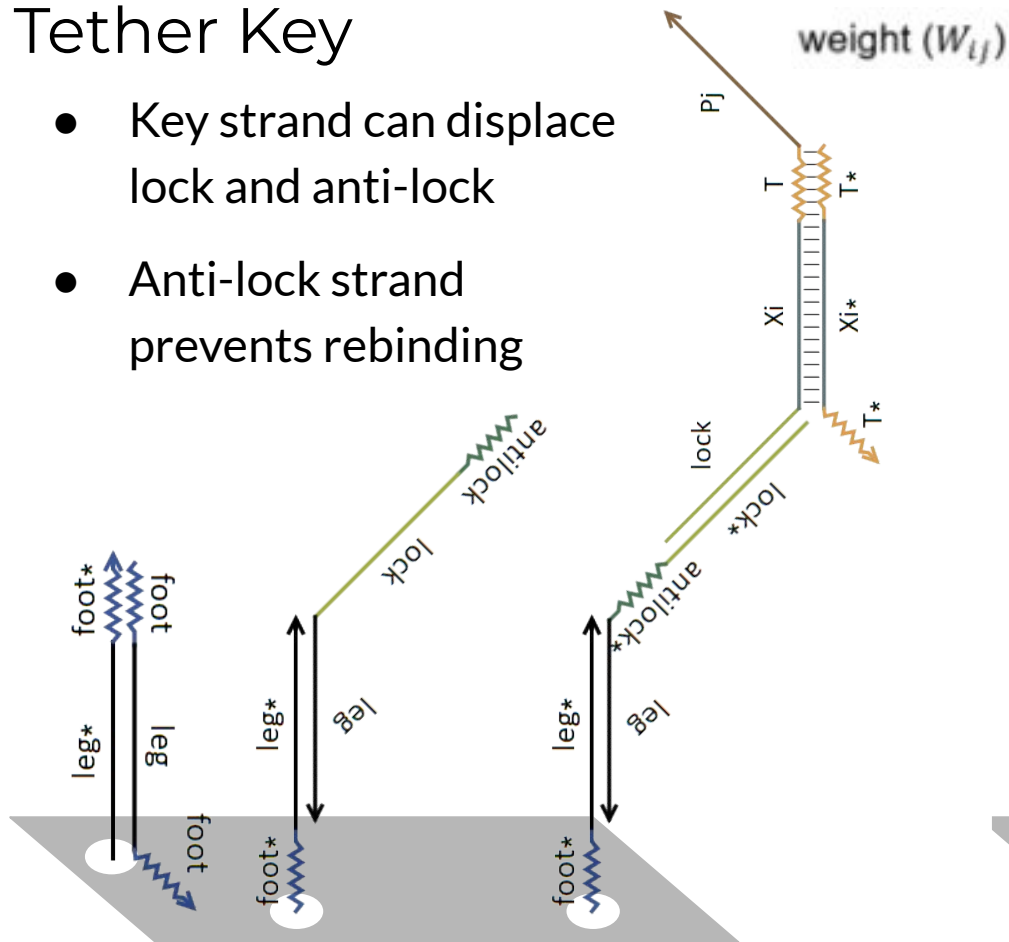 Tether Key
weight (Wij)
● Key strand can displace
lock and anti-lock
● Anti-lock strand
prevents rebinding
Pj
T
T*
Xi
Xi*
T*
lock
lock*
antilock*
antilock
lock
foot*
foot
leg*
leg
foot
leg*
leg
foot*
leg*
leg
foot*